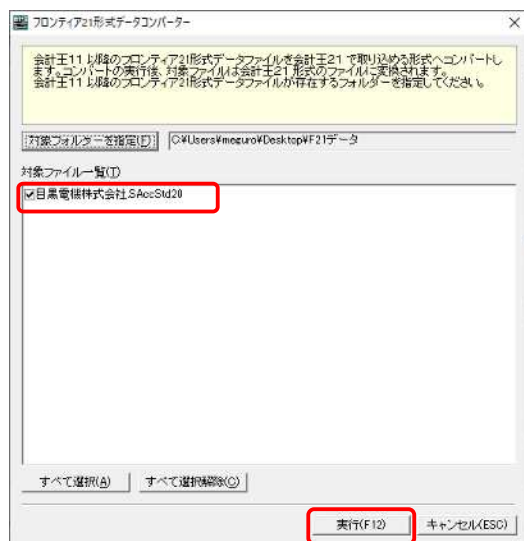 フロンティア21形式データコンバーター
会計王11 以降のフロンティア21形式データファイルを会計王21 で取り込める形式へコンバートし
ます。コンバートの実行後、対象ファイルは会計王21 形式のファイルに変換されます。
会計王11 以降のフロンティア21形式データファイルが存在するフォルダーを指定してください。
対象フォルダーを指定(F) C:¥Users¥meguro¥Desktop¥F21データ
対象ファイル一覧(T)
目黒電機株式会社.SAccStd20
すべて選択(A) すべて選択解除(C)
実行(F12) キャンセル(ESC)